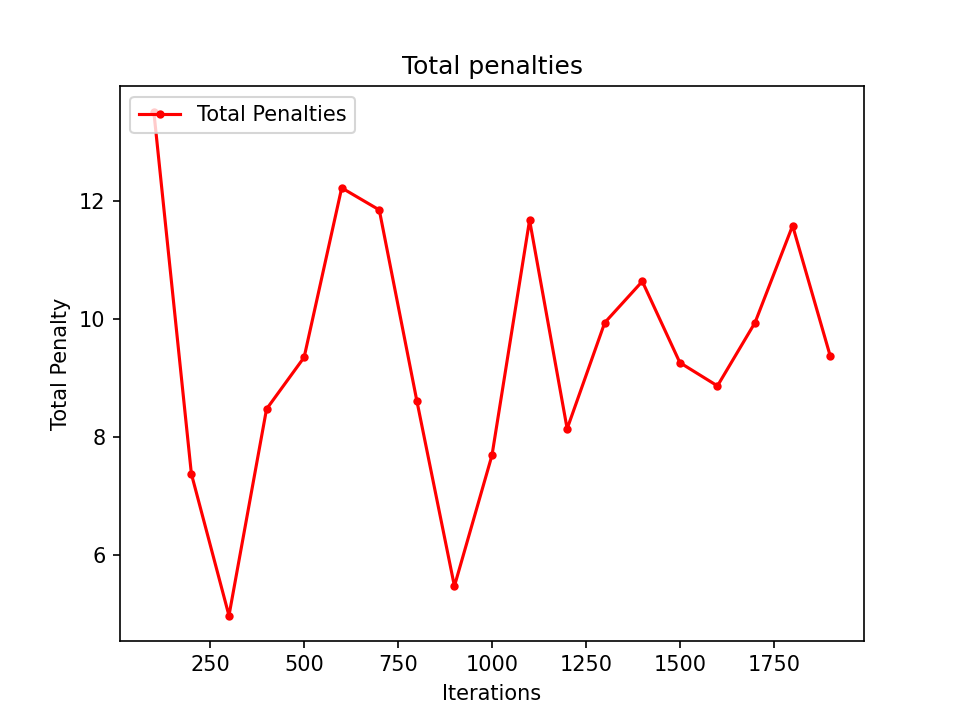 Total penalties
Total Penalties
Total Penalty
12
10
8
6
250 500 750 1000 1250 1500 1750
Iterations